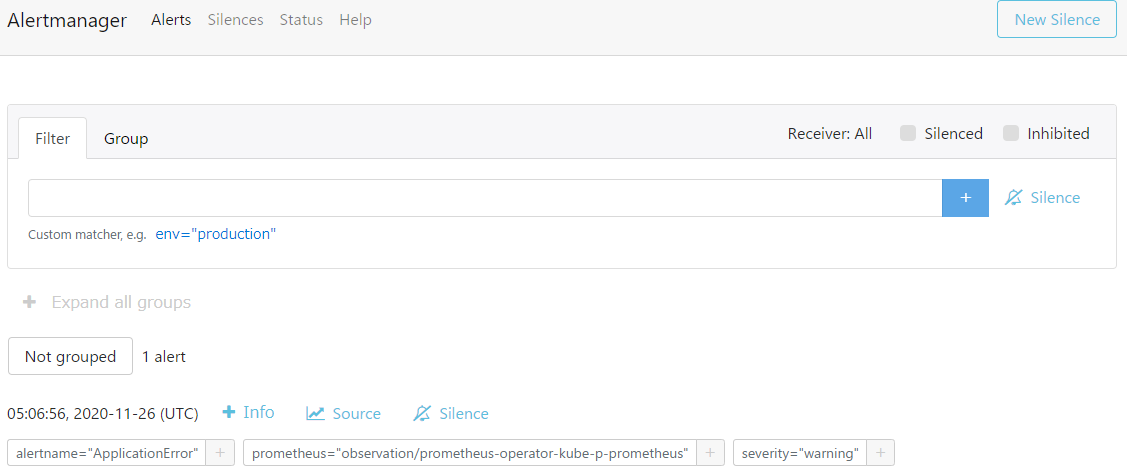 Alertmanager Alerts Silences Status Help New Silence
Filter Group Receiver: All Silenced Inhibited
+ Silence
Custom matcher, e.g. env="production"
+ Expand all groups
Not grouped 1 alert
05:06:56, 2020-11-26 (UTC) + Info Source Silence
alertname="ApplicationError" + prometheus="observation/prometheus-operator-kube-p-prometheus" + severity="warning" +